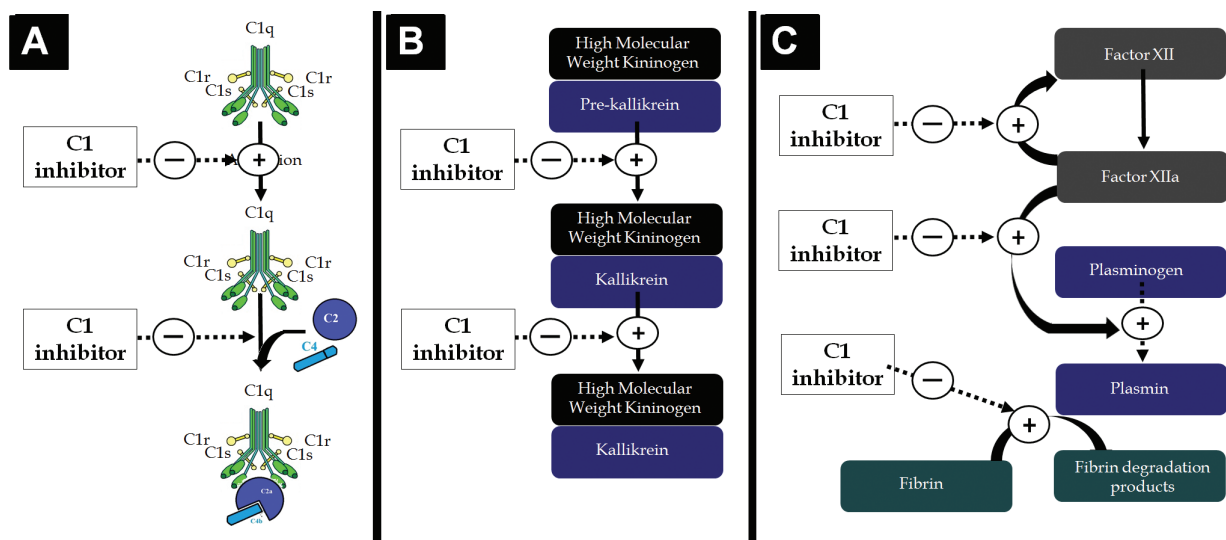 A
C1q
C1r
C1r
C1s
C1s
C1
inhibitor
C1q
C1r
C1r
C1s
C1s
C1
inhibitor
C2
C4
C1q
C1r
C1r
C1s
C1s
C2a
C4b
B
High Molecular
Weight Kininogen
Pre-kallikrein
C1
inhibitor
High Molecular
Weight Kininogen
Kallikrein
C1
inhibitor
High Molecular
Weight Kininogen
Kallikrein
C
Factor XII
C1
inhibitor
Factor XIIa
C1
inhibitor
Plasminogen
C1
inhibitor
Plasmin
Fibrin
Fibrin degradation
products